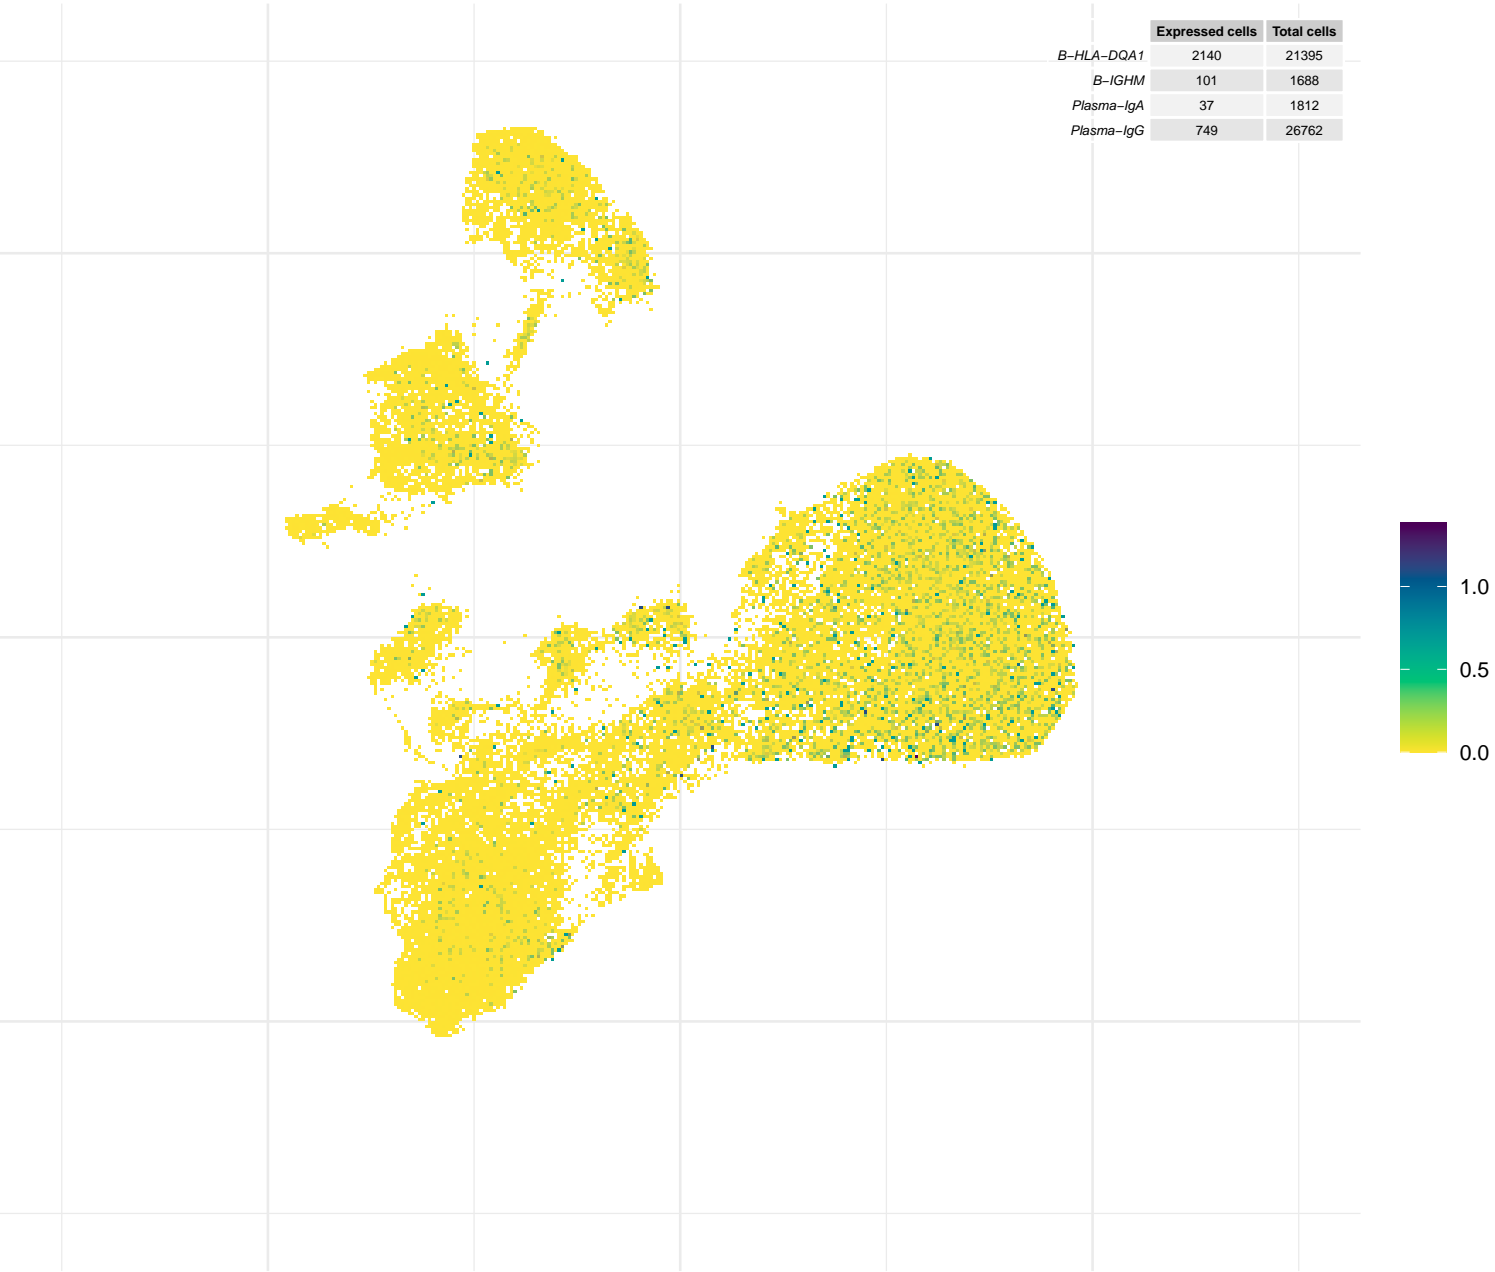 Expressed cells Total cells
B−HLA−DQA1 2140 21395
B−IGHM 101 1688
Plasma−IgA 37 1812
Plasma−IgG 749 26762
1.0
0.5
0.0